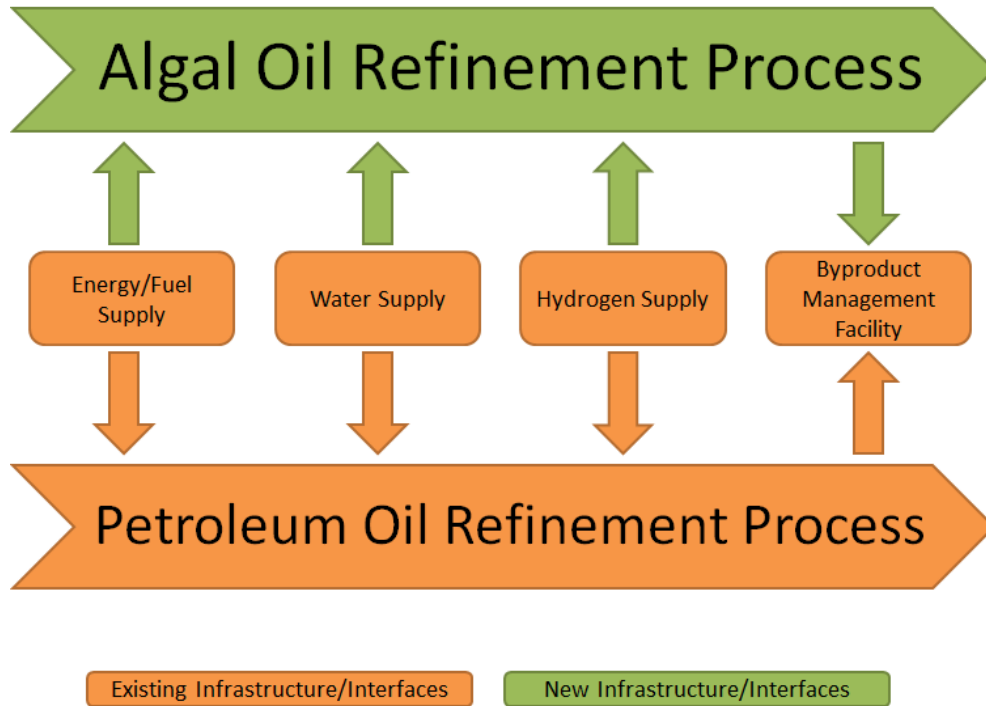 Algal Oil Refinement Process
Energy/Fuel
Supply
Water Supply
Hydrogen Supply
Byproduct
Management
Facility
Petroleum Oil Refinement Process
Existing Infrastructure/Interfaces
New Infrastructure/Interfaces